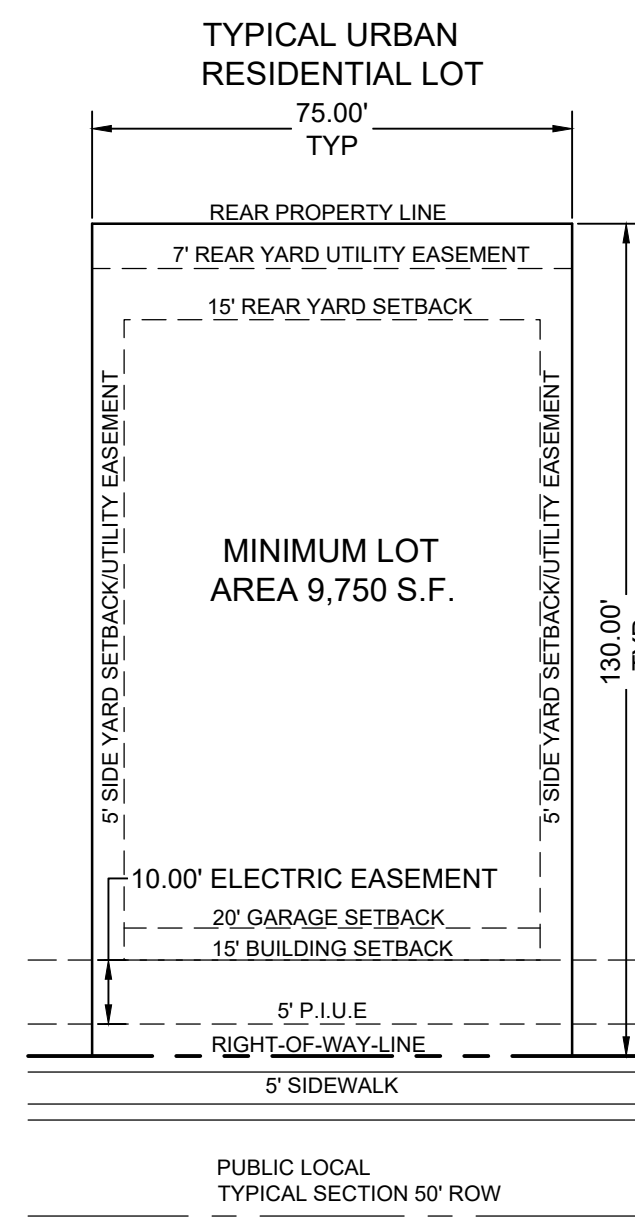 TYPICAL URBAN
RESIDENTIAL LOT
75.00'
TYP
REAR PROPERTY LINE
7' REAR YARD UTILITY EASEMENT
15' REAR YARD SETBACK
5' SIDE YARD SETBACK/UTILITY EASEMENT
MINIMUM LOT
AREA 9,750 S.F.
5' SIDE YARD SETBACK/UTILITY EASEMENT
130.00'
10.00' ELECTRIC EASEMENT
20' GARAGE SETBACK
15' BUILDING SETBACK
5' P.I.U.E
RIGHT-OF-WAY-LINE
5' SIDEWALK
PUBLIC LOCAL
TYPICAL SECTION 50' ROW